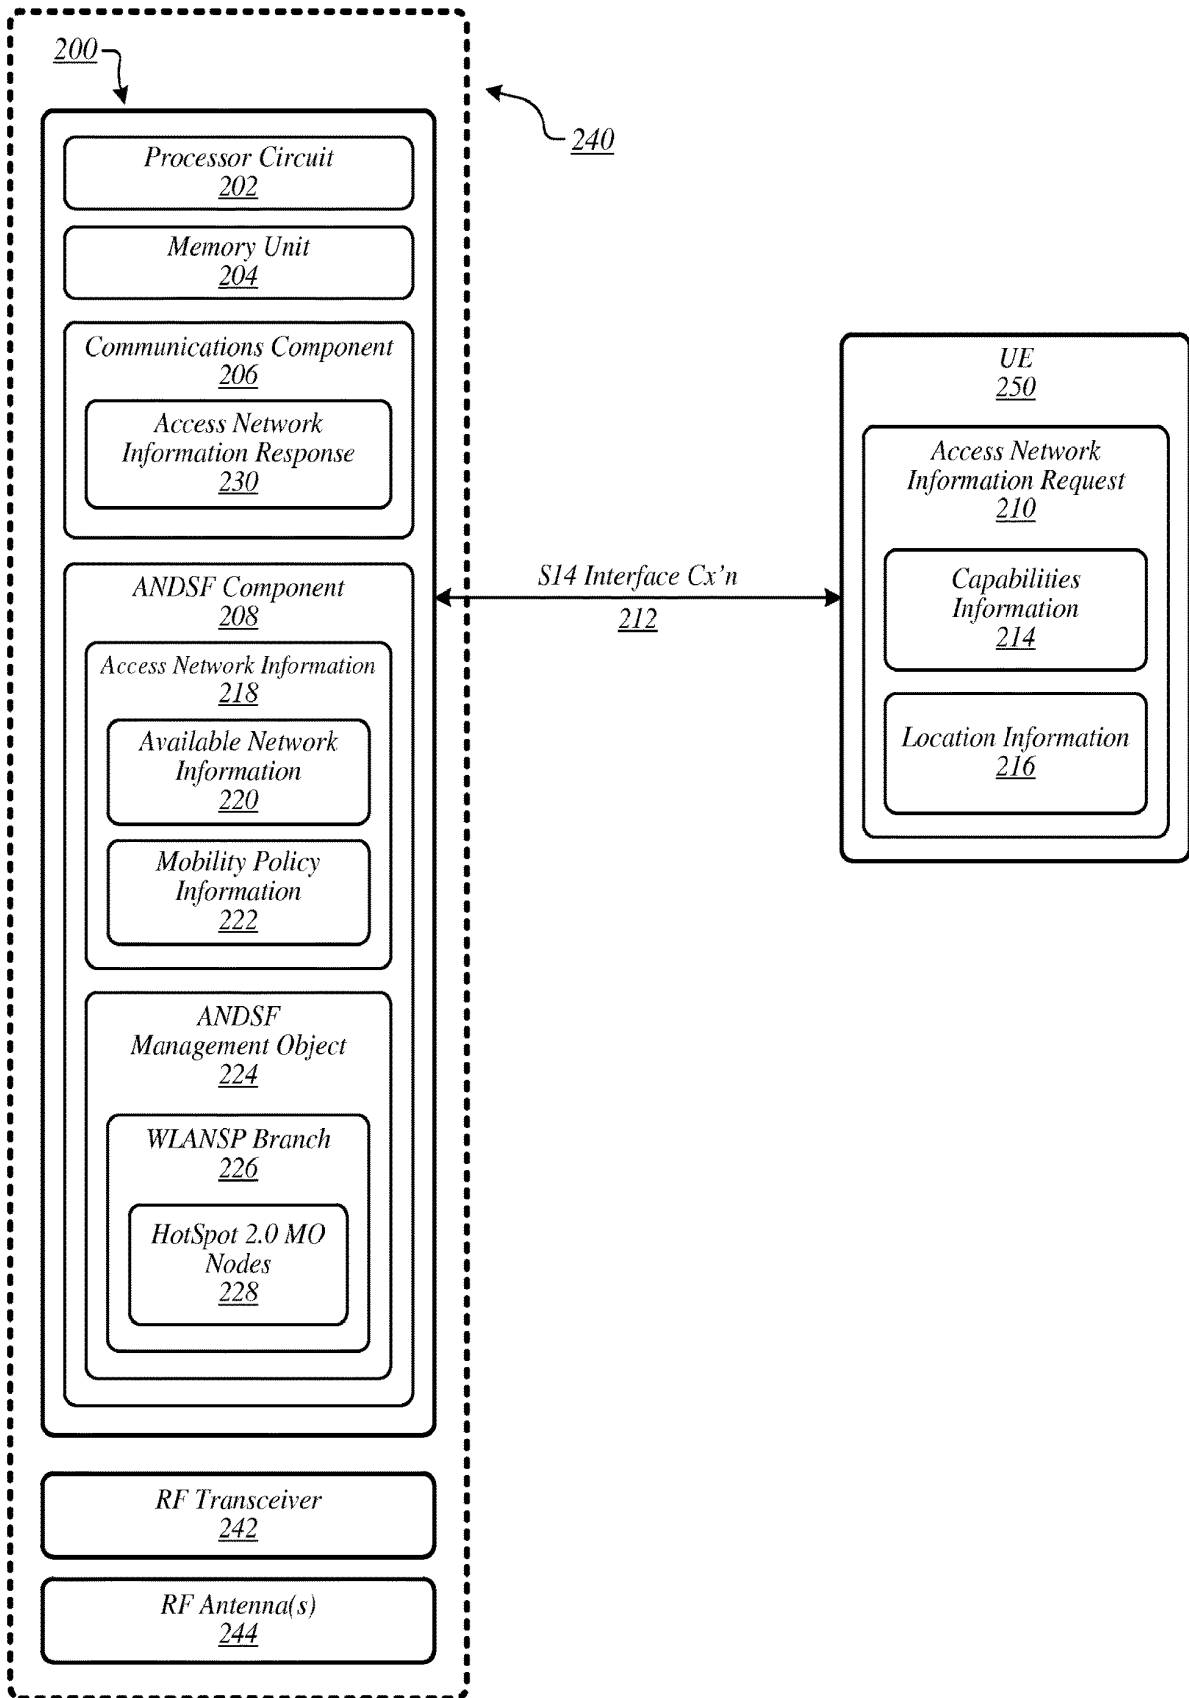 200
240
Processor Circuit
202
Memory Unit
204
Communications Component
206
Access Network
Information Response
230
ANDSF Component
208
Access Network Information
218
Available Network
Information
220
Mobility Policy
Information
222
ANDSF
Management Object
224
WLANSP Branch
226
HotSpot 2.0 MO
Nodes
228
RF Transceiver
242
RF Antenna(s)
244
S14 Interface Cx'n
212
UE
250
Access Network
Information Request
210
Capabilities
Information
214
Location Information
216